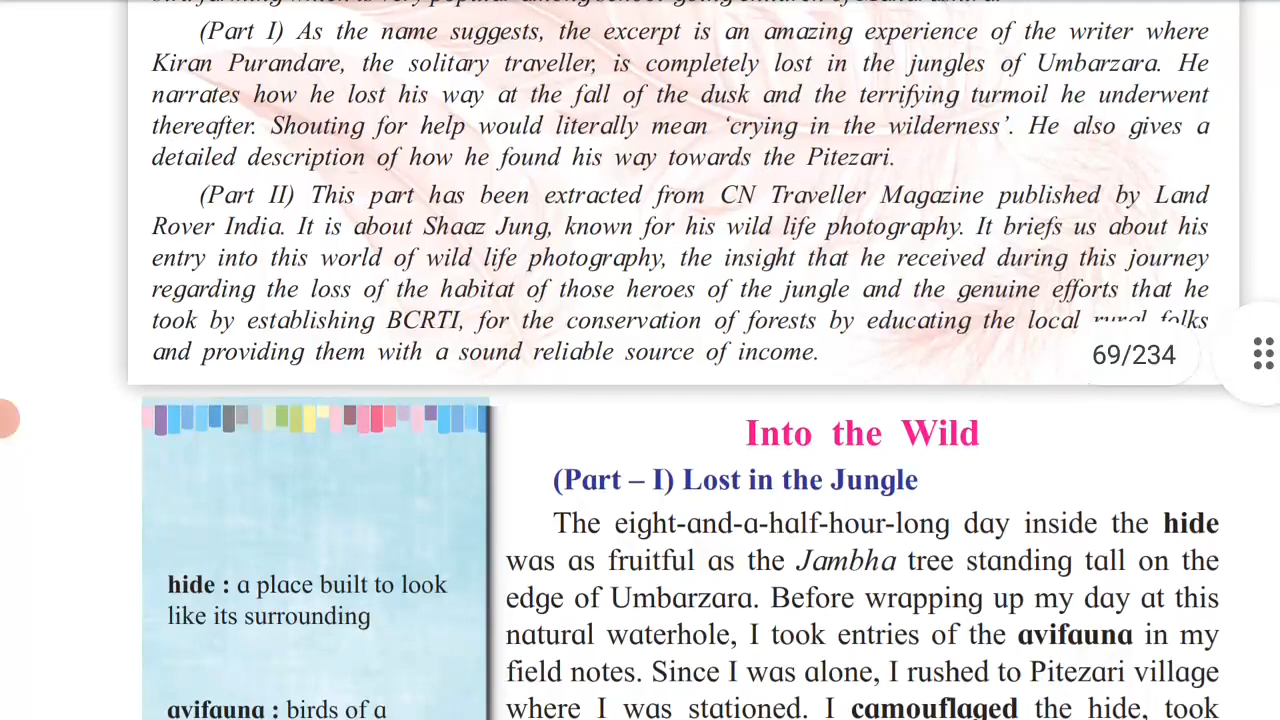 (Part I) As the name suggests, the excerpt is an amazing experience of the writer where
Kiran Purandare, the solitary traveller, is completely lost in the jungles of Umbarzara. He
narrates how he lost his way at the fall of the dusk and the terrifying turmoil he underwent
thereafter. Shouting for help would literally mean ‘crying in the wilderness’. He also gives a
detailed description of how he found his way towards the Pitezari.
(Part II) This part has been extracted from CN Traveller Magazine published by Land
Rover India. It is about Shaaz Jung, known for his wild life photography. It briefs us about his
entry into this world of wild life photography, the insight that he received during this journey
regarding the loss of the habitat of those heroes of the jungle and the genuine efforts that he
took by establishing BCRTI, for the conservation of forests by educating the local rural folks
and providing them with a sound reliable source of income.
69/234
Into the Wild
(Part – I) Lost in the Jungle
The eight-and-a-half-hour-long day inside the hide
was as fruitful as the Jambha tree standing tall on the
edge of Umbarzara. Before wrapping up my day at this
natural waterhole, I took entries of the avifauna in my
field notes. Since I was alone, I rushed to Pitezari village
where I was stationed. I camouflaged the hide, took
hide : a place built to look
like its surrounding
avifauna : birds of a